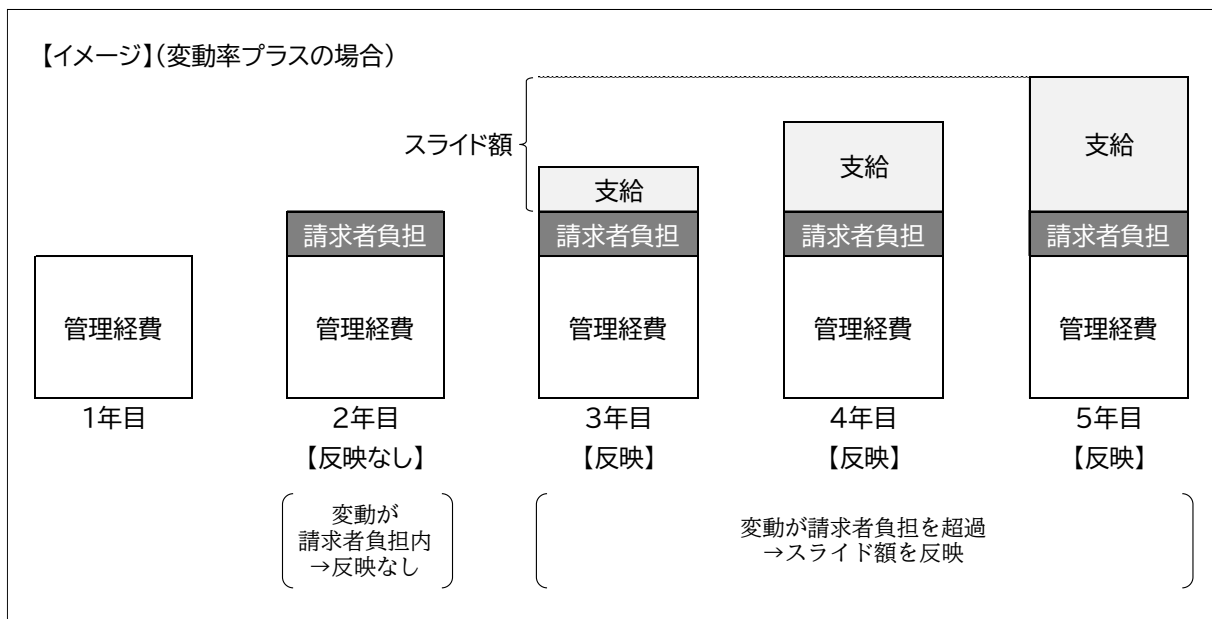 【イメージ】(変動率プラスの場合)
スライド額
支給
支給
支給
請求者負担
請求者負担
請求者負担
請求者負担
管理経費
管理経費
管理経費
管理経費
管理経費
1年目
2年目
3年目
4年目
5年目
【反映なし】
【反映】
【反映】
【反映】
変動が
請求者負担内
→反映なし
変動が請求者負担を超過
→スライド額を反映